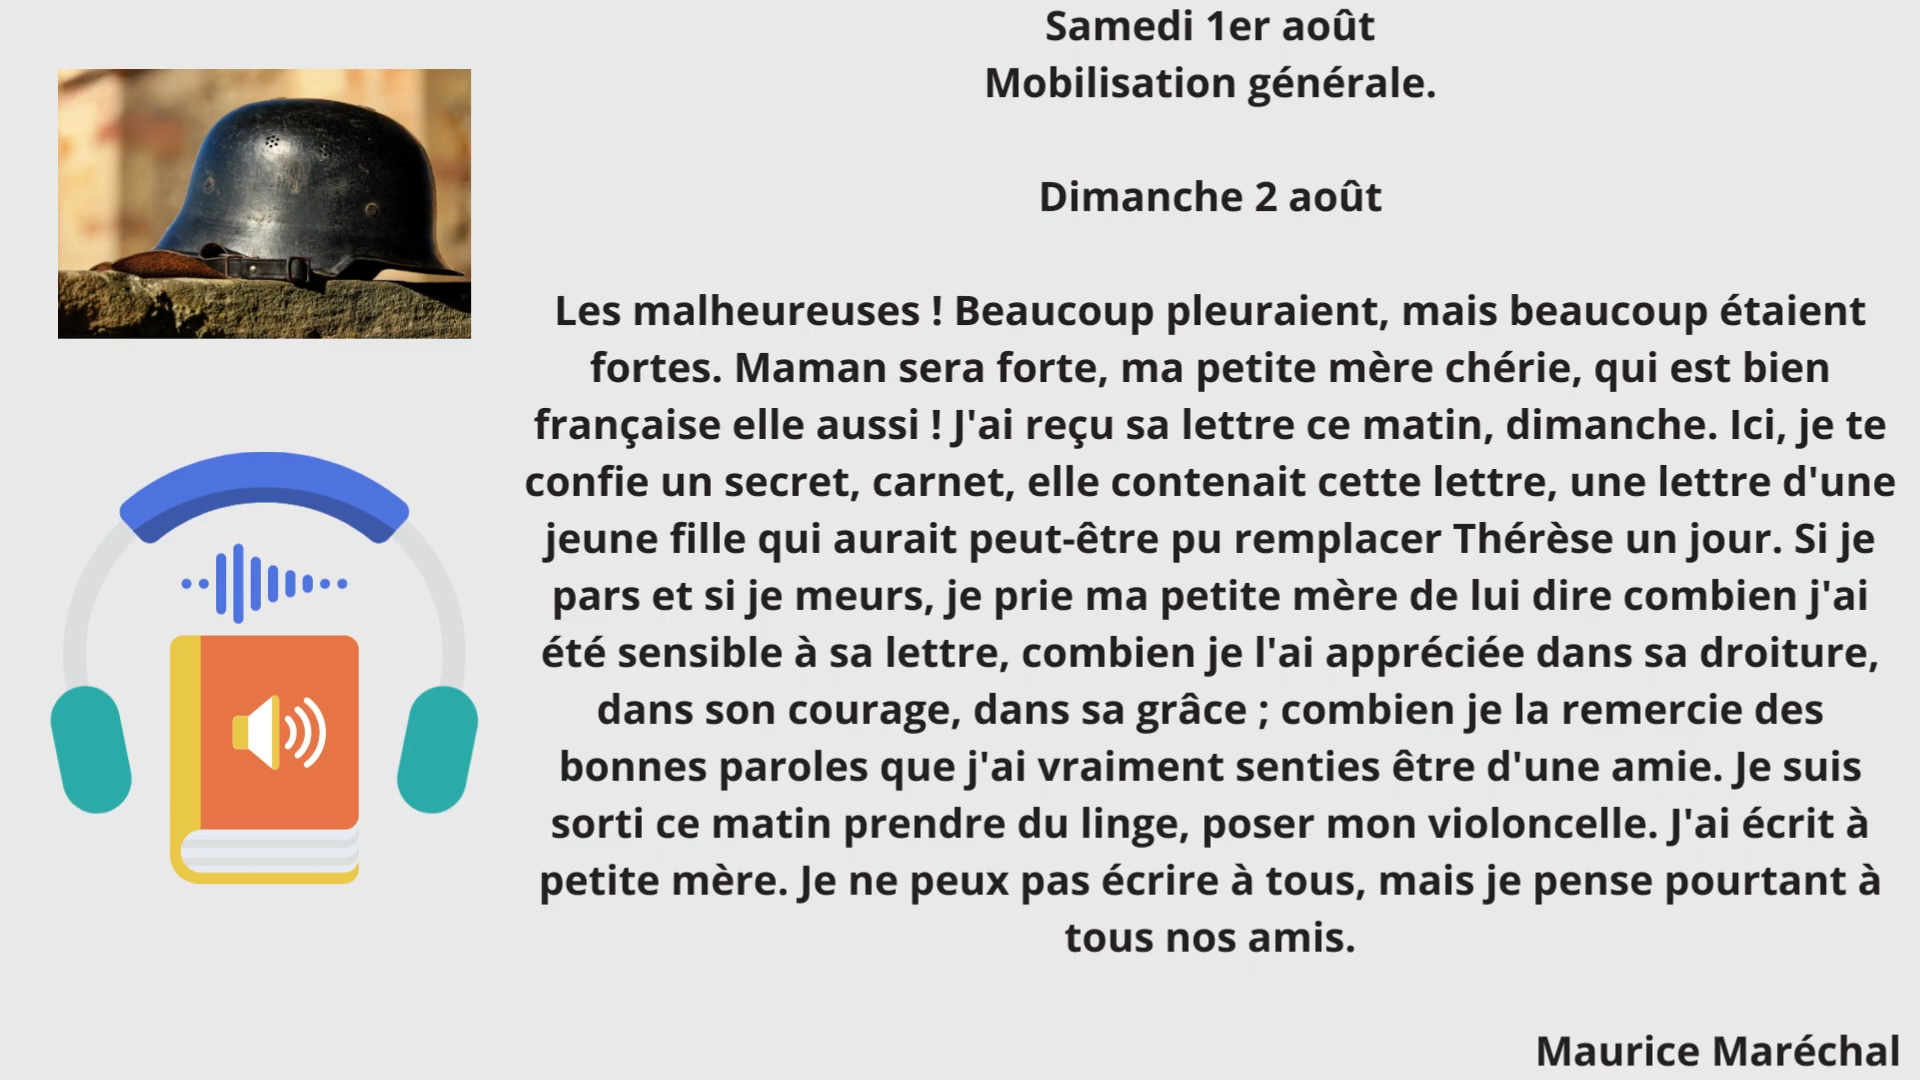 Samedi 1er août
Mobilisation générale.
Dimanche 2 août
Les malheureuses ! Beaucoup pleuraient, mais beaucoup étaient
fortes. Maman sera forte, ma petite mère chérie, qui est bien
française elle aussi ! J'ai reçu sa lettre ce matin, dimanche. Ici, je te
confie un secret, carnet, elle contenait cette lettre, une lettre d'une
jeune fille qui aurait peut-être pu remplacer Thérèse un jour. Si je
pars et si je meurs, je prie ma petite mère de lui dire combien j'ai
été sensible à sa lettre, combien je l'ai appréciée dans sa droiture,
dans son courage, dans sa grâce ; combien je la remercie des
bonnes paroles que j'ai vraiment senties être d'une amie. Je suis
sorti ce matin prendre du linge, poser mon violoncelle. J'ai écrit à
petite mère. Je ne peux pas écrire à tous, mais je pense pourtant à
tous nos amis.
Maurice Maréchal